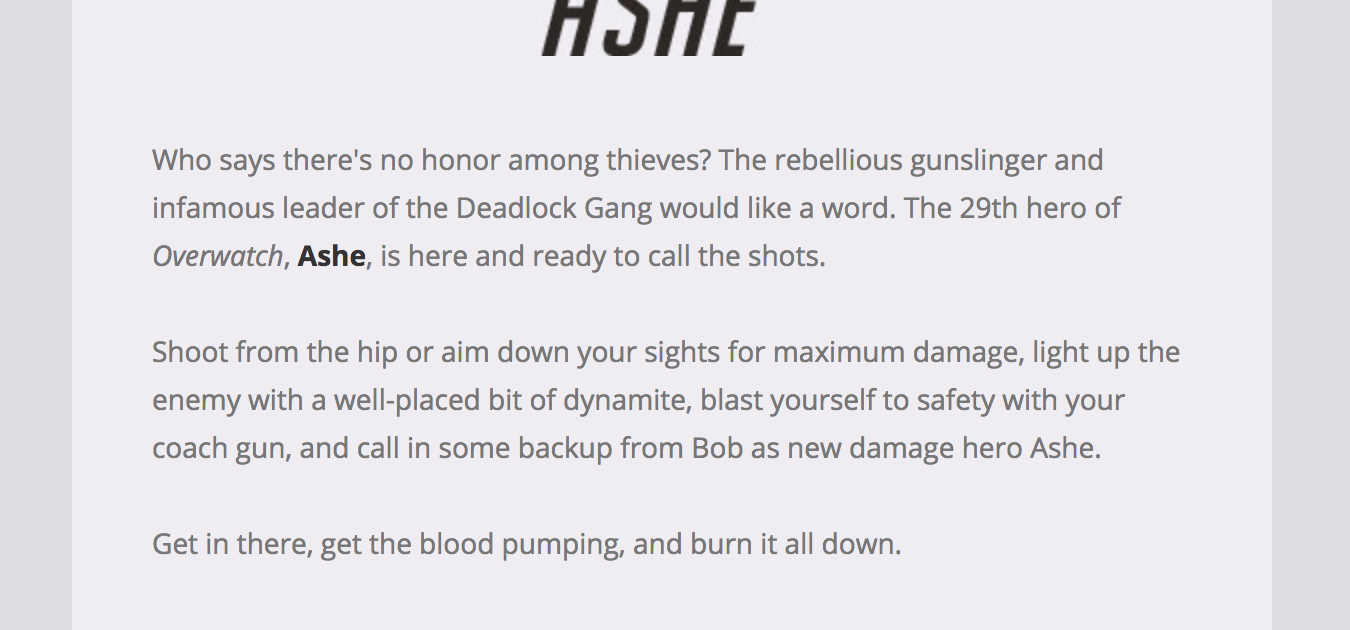 ASHE
Who says there's no honor among thieves? The rebellious gunslinger and
infamous leader of the Deadlock Gang would like a word. The 29th hero of
Overwatch, Ashe, is here and ready to call the shots.
Shoot from the hip or aim down your sights for maximum damage, light up the
enemy with a well-placed bit of dynamite, blast yourself to safety with your
coach gun, and call in some backup from Bob as new damage hero Ashe.
Get in there, get the blood pumping, and burn it all down.